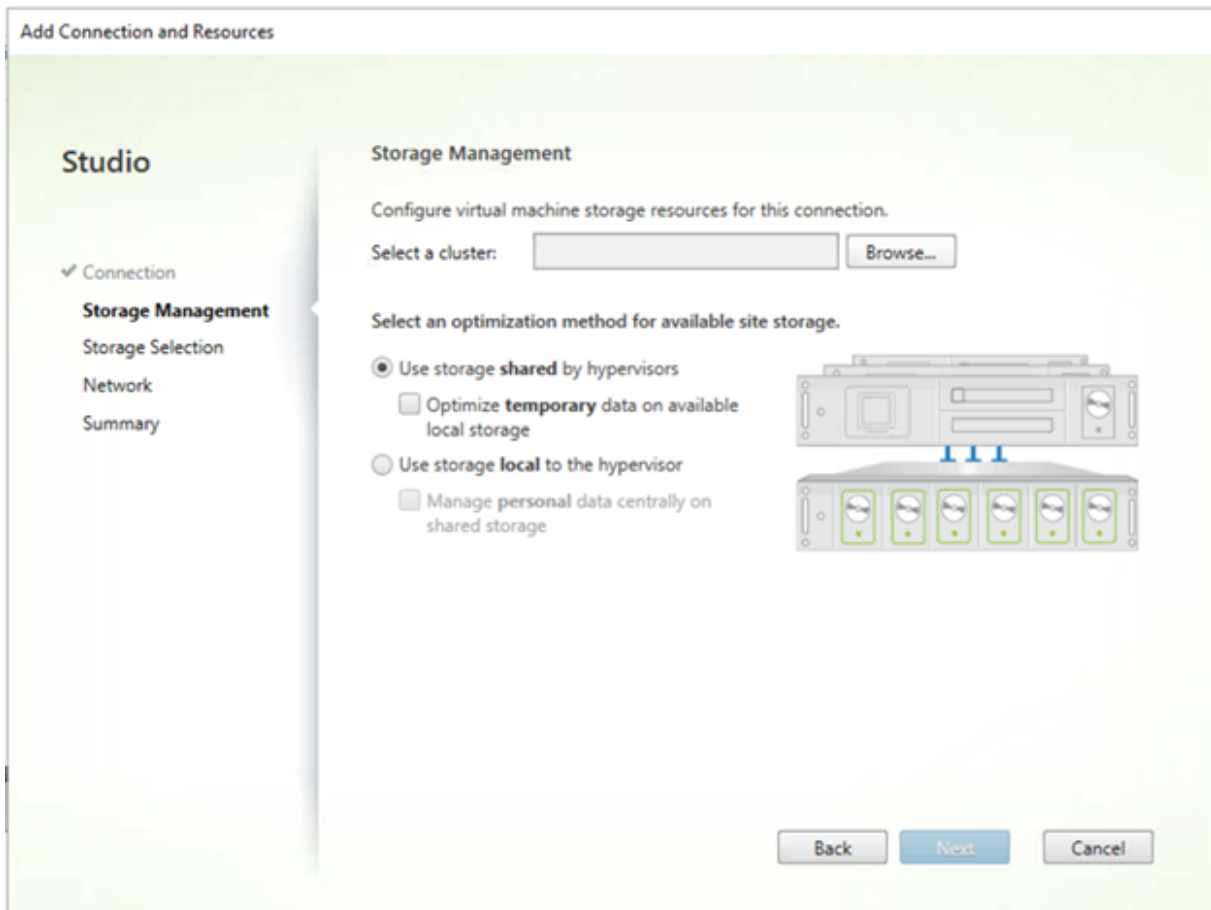 Add Connection and Resources
Studio
✔ Connection
Storage Management
Storage Selection
Network
Summary
Storage Management
Configure virtual machine storage resources for this connection.
Select a cluster:
Browse...
Select an optimization method for available site storage.
Use storage shared by hypervisors
Optimize temporary data on available
local storage
Use storage local to the hypervisor
Manage personal data centrally on
shared storage
Back
Next
Cancel